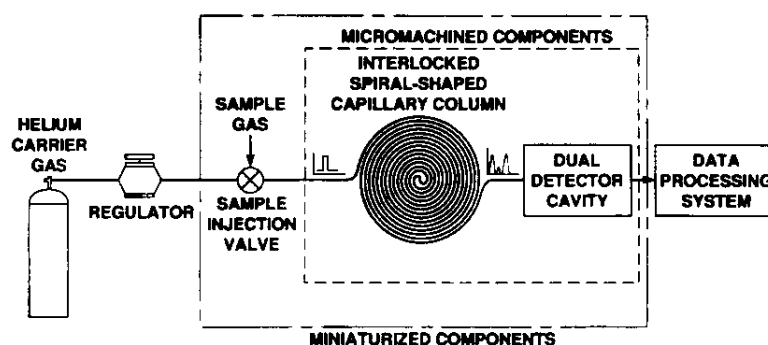 MICROMACHINED COMPONENTS
INTERLOCKED
SPIRAL-SHAPED
CAPILLARY COLUMN
SAMPLE
GAS
HELIUM
CARRIER
GAS
REGULATOR
SAMPLE
INJECTION
VALVE
DUAL
DETECTOR
CAVITY
DATA
PROCESSING
SYSTEM
MINIATURIZED COMPONENTS